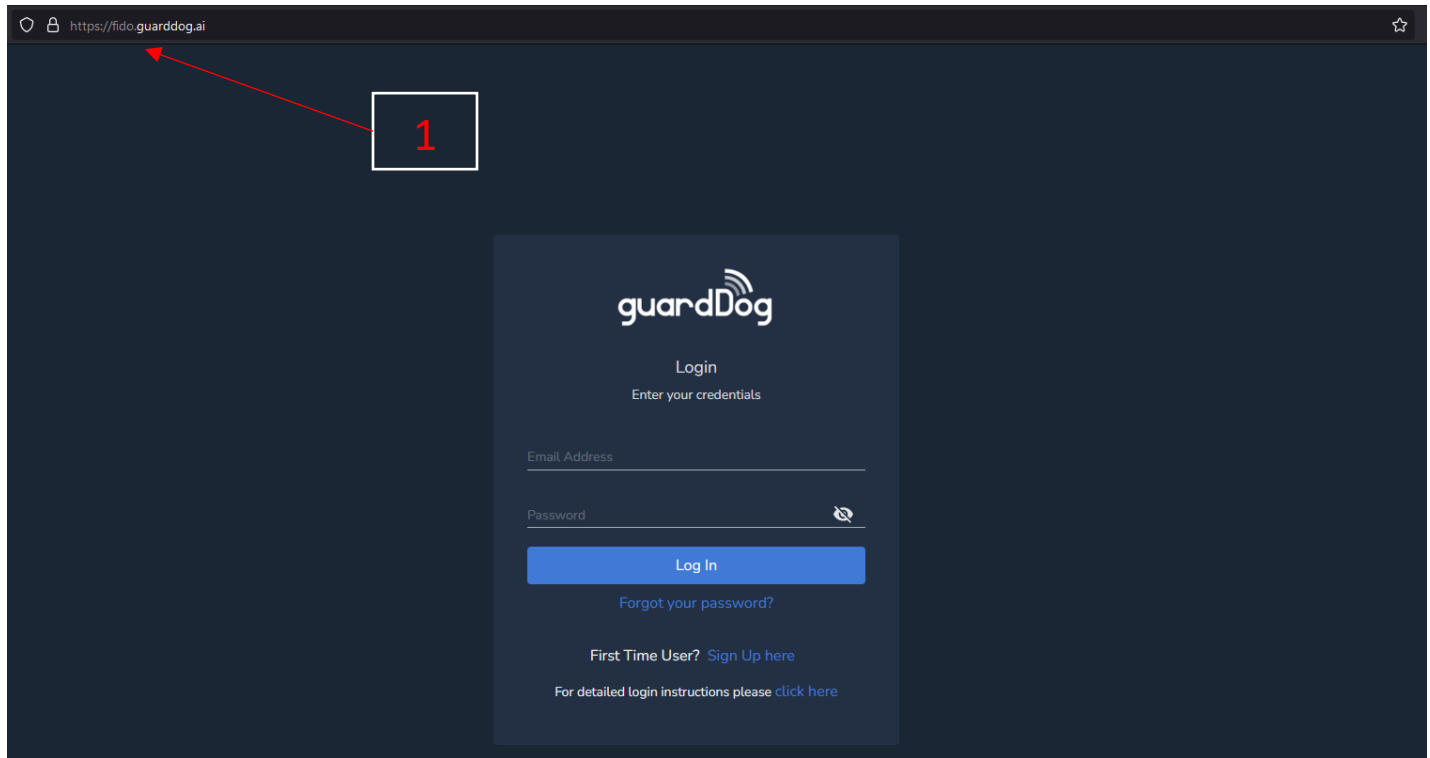 https://fido.guarddog.ai
1
guardDog
Login
Enter your credentials
Email Address
Password
Log In
Forgot your password?
First Time User? Sign Up here
For detailed login instructions please click here